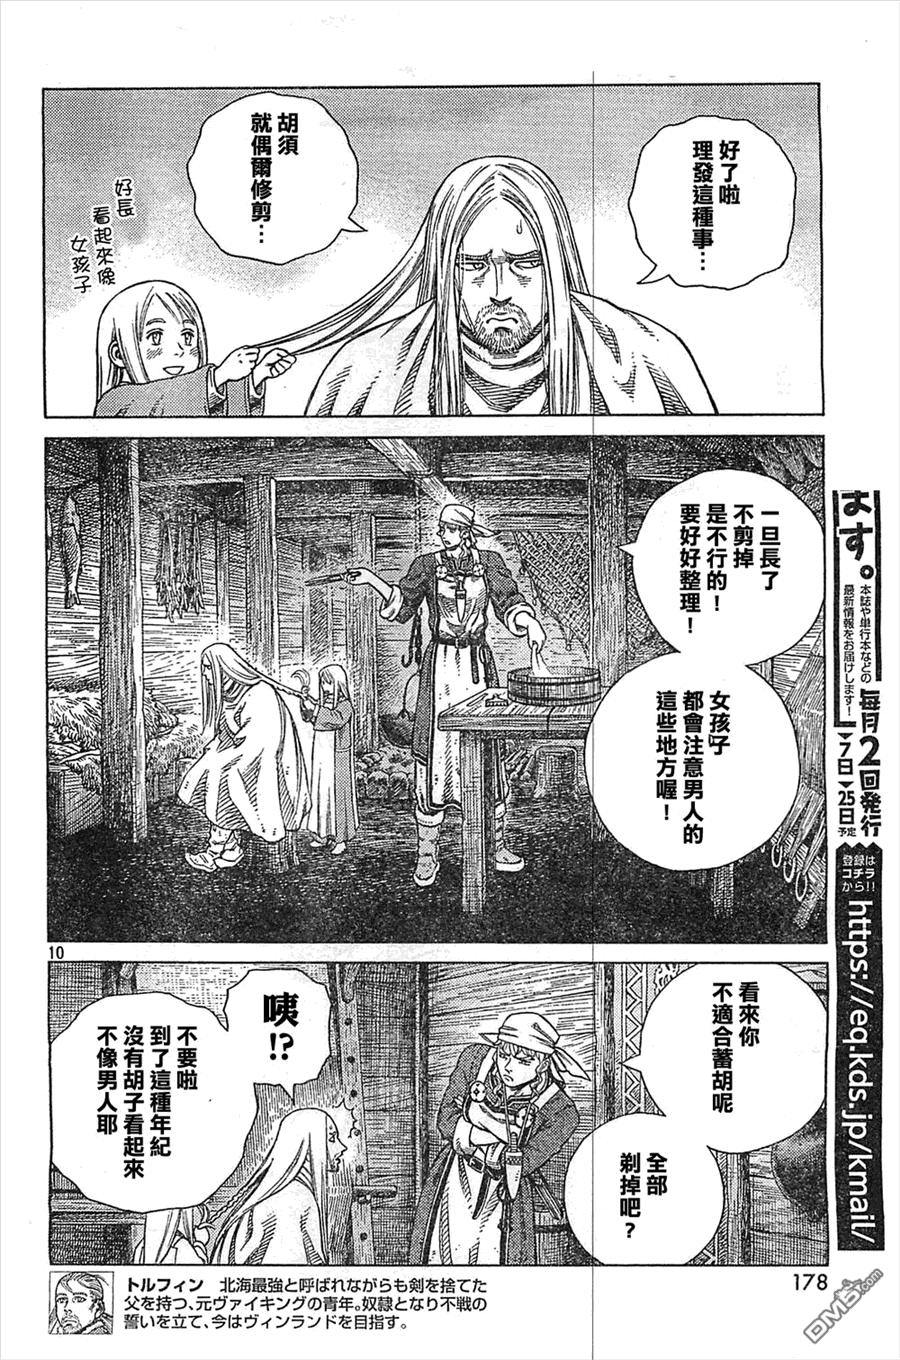 好了啦
理發這種事…
胡須
就偶爾修剪…
好長
看起來像
女孩子
一旦長了
不剪掉
是不行的！
要好好整理！
女孩子
都會注意男人的
這些地方喔！
看來你
不適合蓄胡呢
全部
剃掉吧？
咦!?
不要啦
到了這種年紀
沒有胡子看起來
不像男人耶
10
178
トルフィン 北海最強と呼ばれながらも剣を捨てた
父を持つ、元ヴァイキングの青年。奴隷となり不戦の
誓いを立て、今はヴィンランドを目指す。
ます。
本誌や単行本などの
最新情報をお届けします！
毎月2回発行
▼7日▼25日予定
登録は
コチラ
から!!
https://eq.kds.jp/kmail/
DM5.com